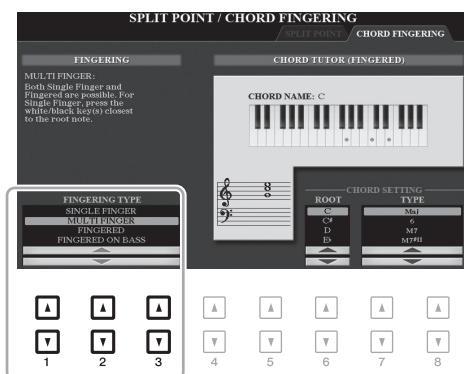 SPLIT POINT / CHORD FINGERING
SPLIT POINT
CHORD FINGERING
FINGERING
MULTI FINGER:
Both Single Finger and
Fingered are possible. For
Single Finger, press the
white/black key(s) closest
to the root note.
CHORD TUTOR (FINGERED)
CHORD NAME: C
FINGERING TYPE
SINGLE FINGER
MULTI FINGER
FINGERED
FINGERED ON BASS
CHORD SETTING
ROOT
C
C#
D
E♭
TYPE
Maj
6
M7
M7#11
1 2 3 4 5 6 7 8